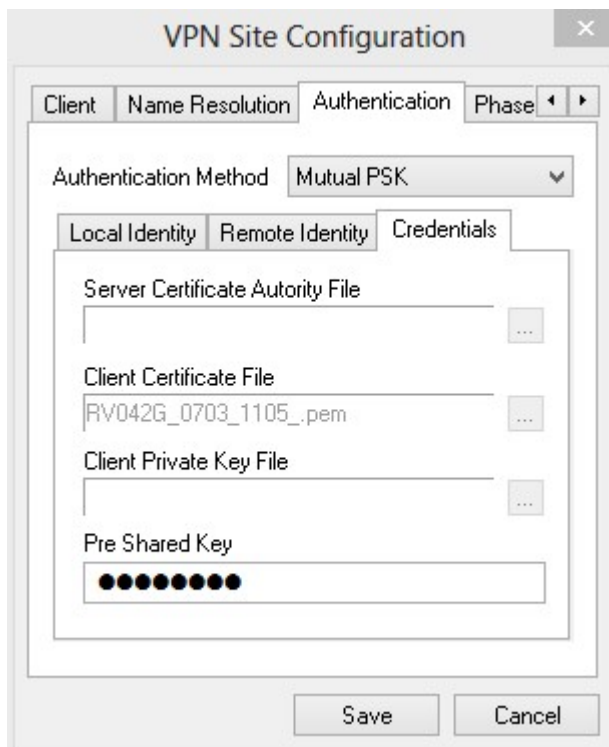 VPN Site Configuration
Client Name Resolution Authentication Phase
Authentication Method Mutual PSK
Local Identity Remote Identity Credentials
Server Certificate Autority File
...
Client Certificate File
RV042G_0703_1105_.pem ...
Client Private Key File
...
Pre Shared Key
●●●●●●●●
Save Cancel